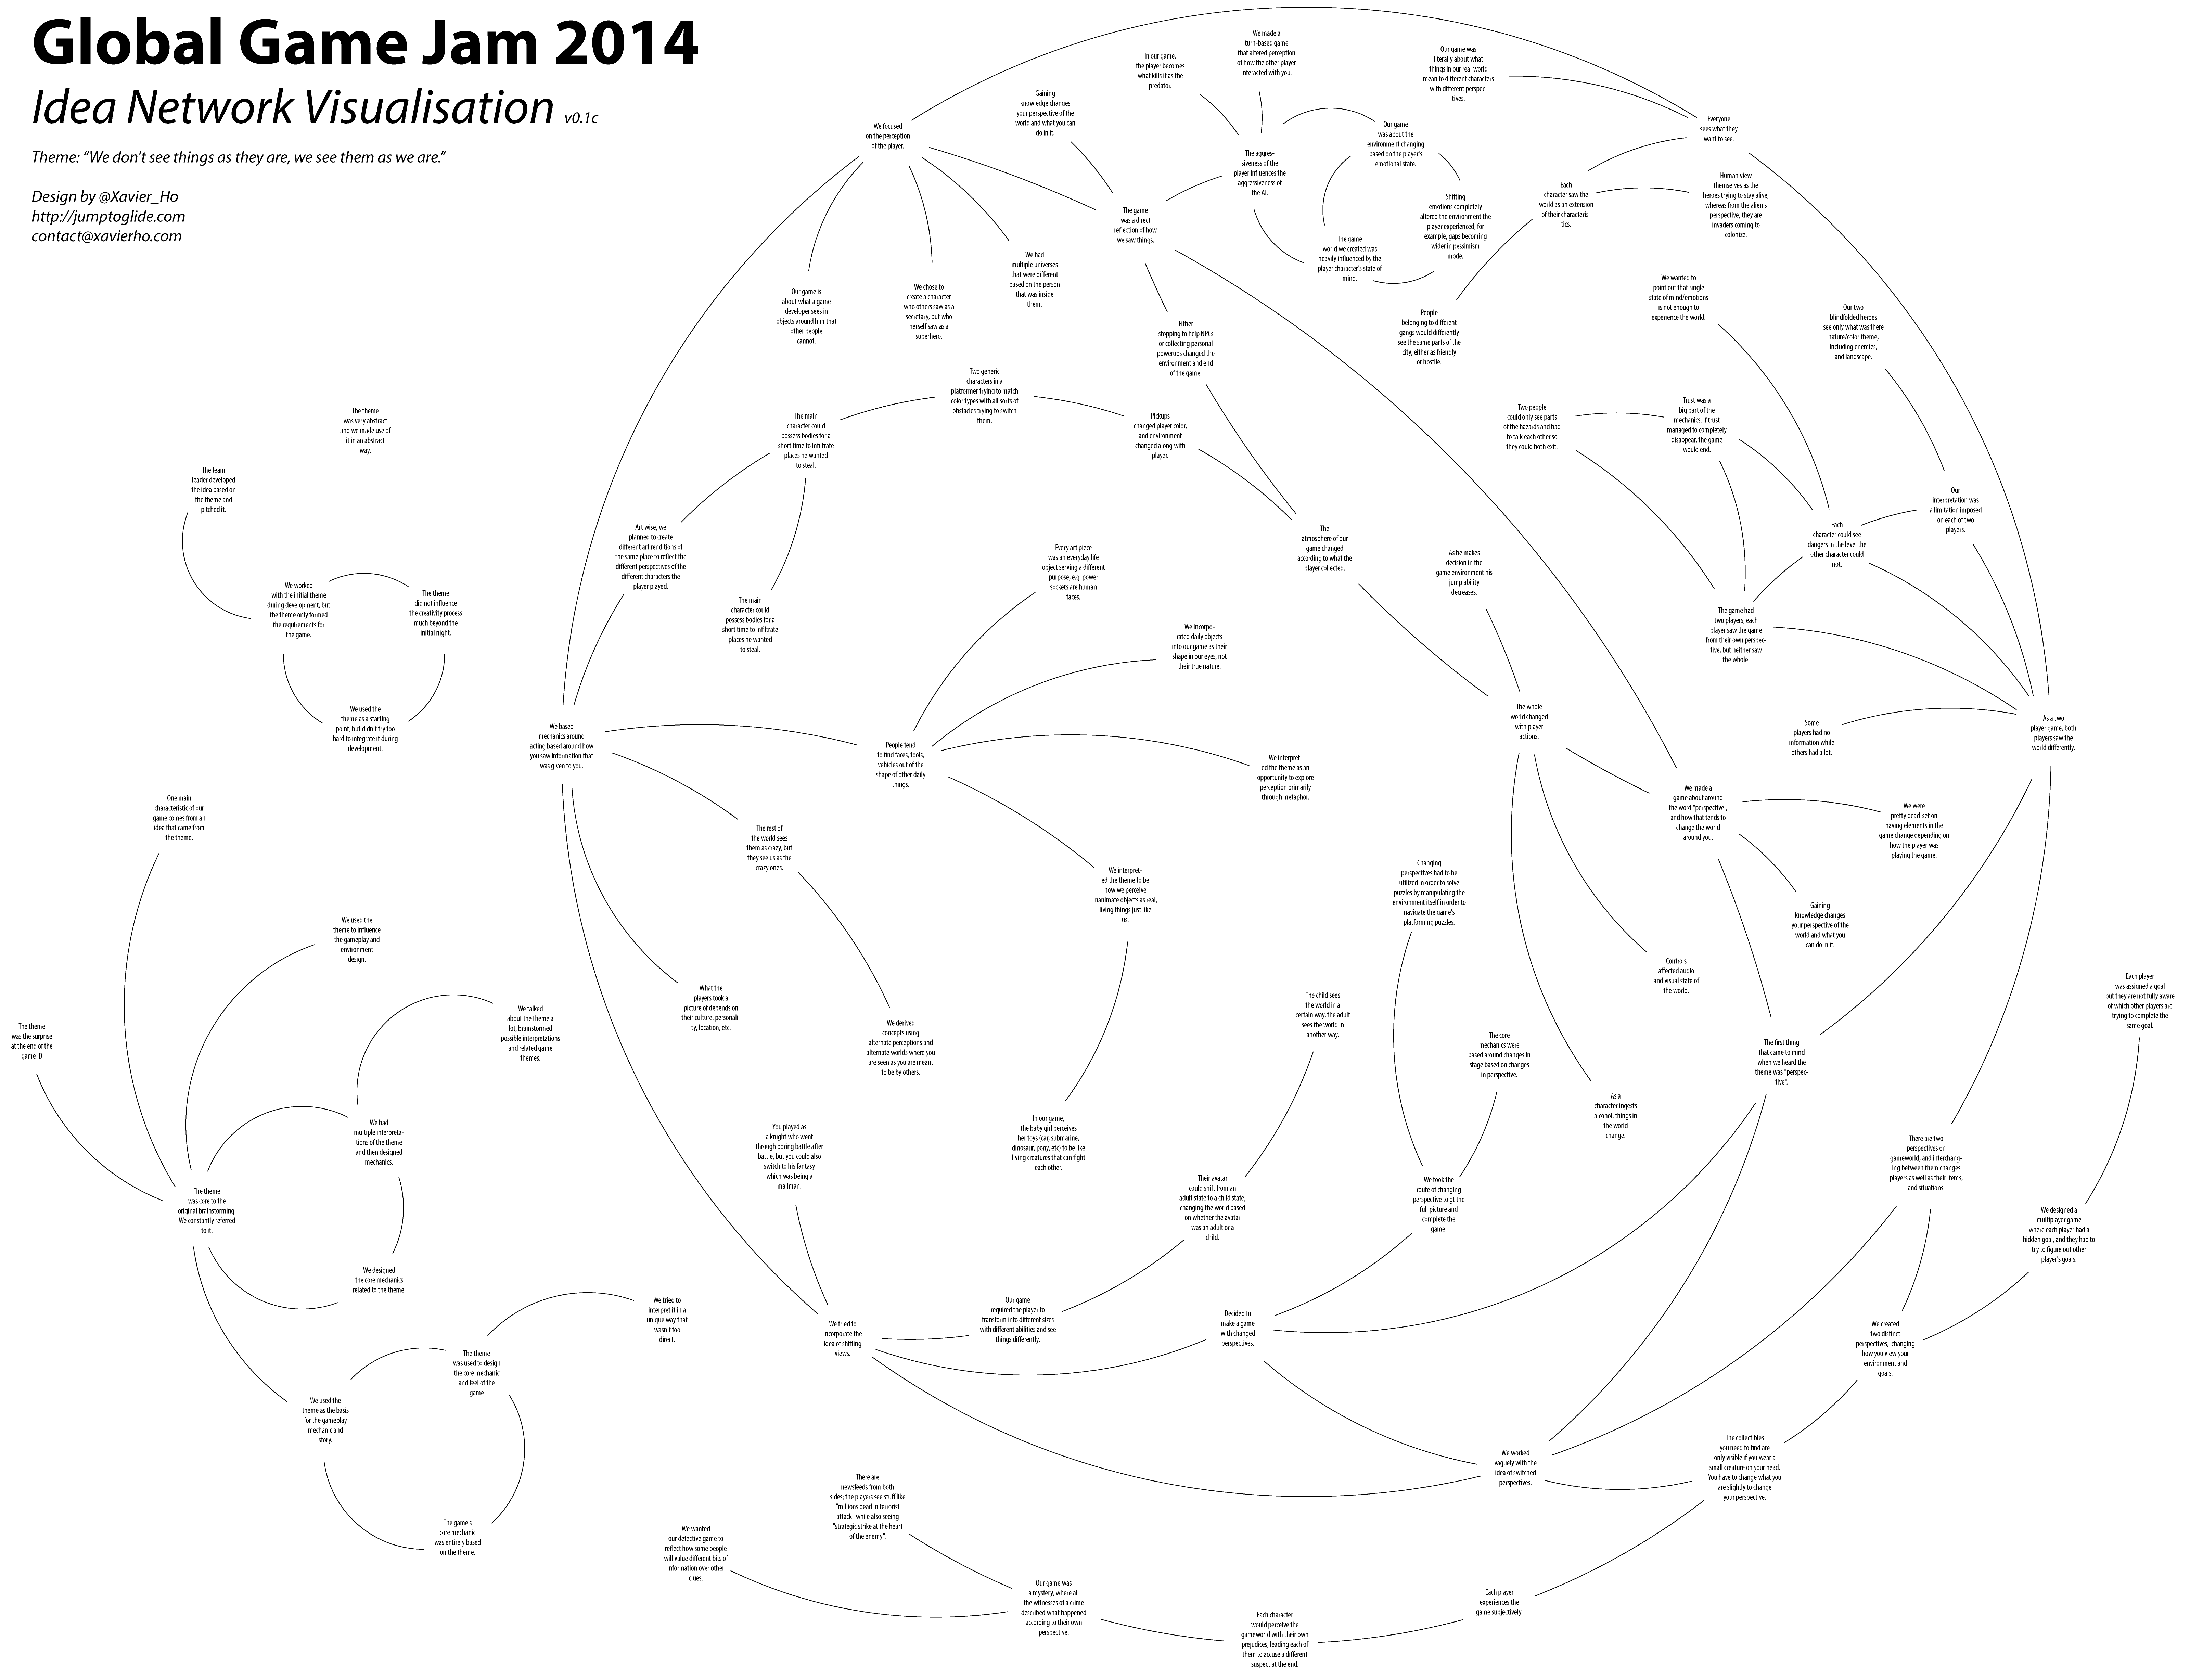 Global Game Jam 2014
Idea Network Visualisation v0.1c
Theme: “We don't see things as they are, we see them as we are.”
Design by @Xavier_Ho
http://jumptoglide.com
contact@xavierho.com
We made a
turn-based game
that altered perception
of how the other player
interacted with you.
In our game,
the player becomes
what kills it as the
predator.
Our game was
literally about what
things in our real world
mean to different characters
with different perspec-
tives.
Gaining
knowledge changes
your perspective of the
world and what you can
do in it.
We focused
on the perception
of the player.
Our game
was about the
environment changing
based on the player's
emotional state.
Everyone
sees what they
want to see.
The aggres-
siveness of the
player influences the
aggressiveness of
the AI.
Each
character saw the
world as an extension
of their characteris-
tics.
Human view
themselves as the
heroes trying to stay alive,
whereas from the alien's
perspective, they are
invaders coming to
colonize.
Shifting
emotions completely
altered the environment the
player experienced, for
example, gaps becoming
wider in pessimism
mode.
The game
was a direct
reflection of how
we saw things.
The game
world we created was
heavily influenced by the
player character's state of
mind.
We had
multiple universes
that were different
based on the person
that was inside
them.
We chose to
create a character
who others saw as a
secretary, but who
herself saw as a
superhero.
Our game is
about what a game
developer sees in
objects around him that
other people
cannot.
We wanted to
point out that single
state of mind/emotions
is not enough to
experience the world.
Our two
blindfolded heroes
see only what was there
nature/color theme,
including enemies,
and landscape.
People
belonging to different
gangs would differently
see the same parts of the
city, either as friendly
or hostile.
Either
stopping to help NPCs
or collecting personal
powerups changed the
environment and end
of the game.
Two generic
characters in a
platformer trying to match
color types with all sorts of
obstacles trying to switch
them.
The main
character could
possess bodies for a
short time to infiltrate
places he wanted
to steal.
Pickups
changed player color,
and environment
changed along with
player.
Two people
could only see parts
of the hazards and had
to talk each other so
they could both exit.
Trust was a
big part of the
mechanics. If trust
managed to completely
disappear, the game
would end.
The theme
was very abstract
and we made use of
it in an abstract
way.
The team
leader developed
the idea based on
the theme and
pitched it.
Our
interpretation was
a limitation imposed
on each of two
players.
Each
character could see
dangers in the level the
other character could
not.
Art wise, we
planned to create
different art renditions of
the same place to reflect the
different perspectives of the
different characters the
player played.
The
atmosphere of our
game changed
according to what the
player collected.
Every art piece
was an everyday life
object serving a different
purpose, e.g. power
sockets are human
faces.
As he makes
decision in the
game environment his
jump ability
decreases.
We worked
with the initial theme
during development, but
the theme only formed
the requirements for
the game.
The theme
did not influence
the creativity process
much beyond the
initial night.
The main
character could
possess bodies for a
short time to infiltrate
places he wanted
to steal.
The game had
two players, each
player saw the game
from their own perspec-
tive, but neither saw
the whole.
We incorpo-
rated daily objects
into our game as their
shape in our eyes, not
their true nature.
We used the
theme as a starting
point, but didn't try too
hard to integrate it during
development.
We based
mechanics around
acting based around how
you saw information that
was given to you.
The whole
world changed
with player
actions.
Some
players had no
information while
others had a lot.
As a two
player game, both
players saw the
world differently.
People tend
to find faces, tools,
vehicles out of the
shape of other daily
things.
We interpret-
ed the theme as an
opportunity to explore
perception primarily
through metaphor.
We made a
game about around
the word "perspective",
and how that tends to
change the world
around you.
We were
pretty dead-set on
having elements in the
game change depending on
how the player was
playing the game.
One main
characteristic of our
game comes from an
idea that came from
the theme.
The rest of
the world sees
them as crazy, but
they see us as the
crazy ones.
We interpret-
ed the theme to be
how we perceive
inanimate objects as real,
living things just like
us.
Changing
perspectives had to be
utilized in order to solve
puzzles by manipulating the
environment itself in order to
navigate the game's
platforming puzzles.
Gaining
knowledge changes
your perspective of the
world and what you
can do in it.
We used the
theme to influence
the gameplay and
environment
design.
Controls
affected audio
and visual state of
the world.
Each player
was assigned a goal
but they are not fully aware
of which other players are
trying to complete the
same goal.
What the
players took a
picture of depends on
their culture, personali-
ty, location, etc.
The child sees
the world in a
certain way, the adult
sees the world in
another way.
We talked
about the theme a
lot, brainstormed
possible interpretations
and related game
themes.
We derived
concepts using
alternate perceptions and
alternate worlds where you
are seen as you are meant
to be by others.
The theme
was the surprise
at the end of the
game :D
The core
mechanics were
based around changes in
stage based on changes
in perspective.
The first thing
that came to mind
when we heard the
theme was "perspec-
tive".
As a
character ingests
alcohol, things in
the world
change.
In our game,
the baby girl perceives
her toys (car, submarine,
dinosaur, pony, etc) to be like
living creatures that can fight
each other.
You played as
a knight who went
through boring battle after
battle, but you could also
switch to his fantasy
which was being a
mailman.
We had
multiple interpreta-
tions of the theme
and then designed
mechanics.
There are two
perspectives on
gameworld, and interchang-
ing between them changes
players as well as their items,
and situations.
Their avatar
could shift from an
adult state to a child state,
changing the world based
on whether the avatar
was an adult or a
child.
We took the
route of changing
perspective to gt the
full picture and
complete the
game.
The theme
was core to the
original brainstorming.
We constantly referred
to it.
We designed a
multiplayer game
where each player had a
hidden goal, and they had to
try to figure out other
player's goals.
We designed
the core mechanics
related to the theme.
We tried to
interpret it in a
unique way that
wasn't too
direct.
Our game
required the player to
transform into different sizes
with different abilities and see
things differently.
Decided to
make a game
with changed
perspectives.
We tried to
incorporate the
idea of shifting
views.
We created
two distinct
perspectives, changing
how you view your
environment and
goals.
The theme
was used to design
the core mechanic
and feel of the
game
We used the
theme as the basis
for the gameplay
mechanic and
story.
We worked
vaguely with the
idea of switched
perspectives.
The collectibles
you need to find are
only visible if you wear a
small creature on your head.
You have to change what you
are slightly to change
your perspective.
There are
newsfeeds from both
sides; the players see stuff like
"millions dead in terrorist
attack" while also seeing
"strategic strike at the heart
of the enemy".
The game's
core mechanic
was entirely based
on the theme.
We wanted
our detective game to
reflect how some people
will value different bits of
information over other
clues.
Our game was
a mystery, where all
the witnesses of a crime
described what happened
according to their own
perspective.
Each player
experiences the
game subjectively.
Each character
would perceive the
gameworld with their own
prejudices, leading each of
them to accuse a different
suspect at the end.